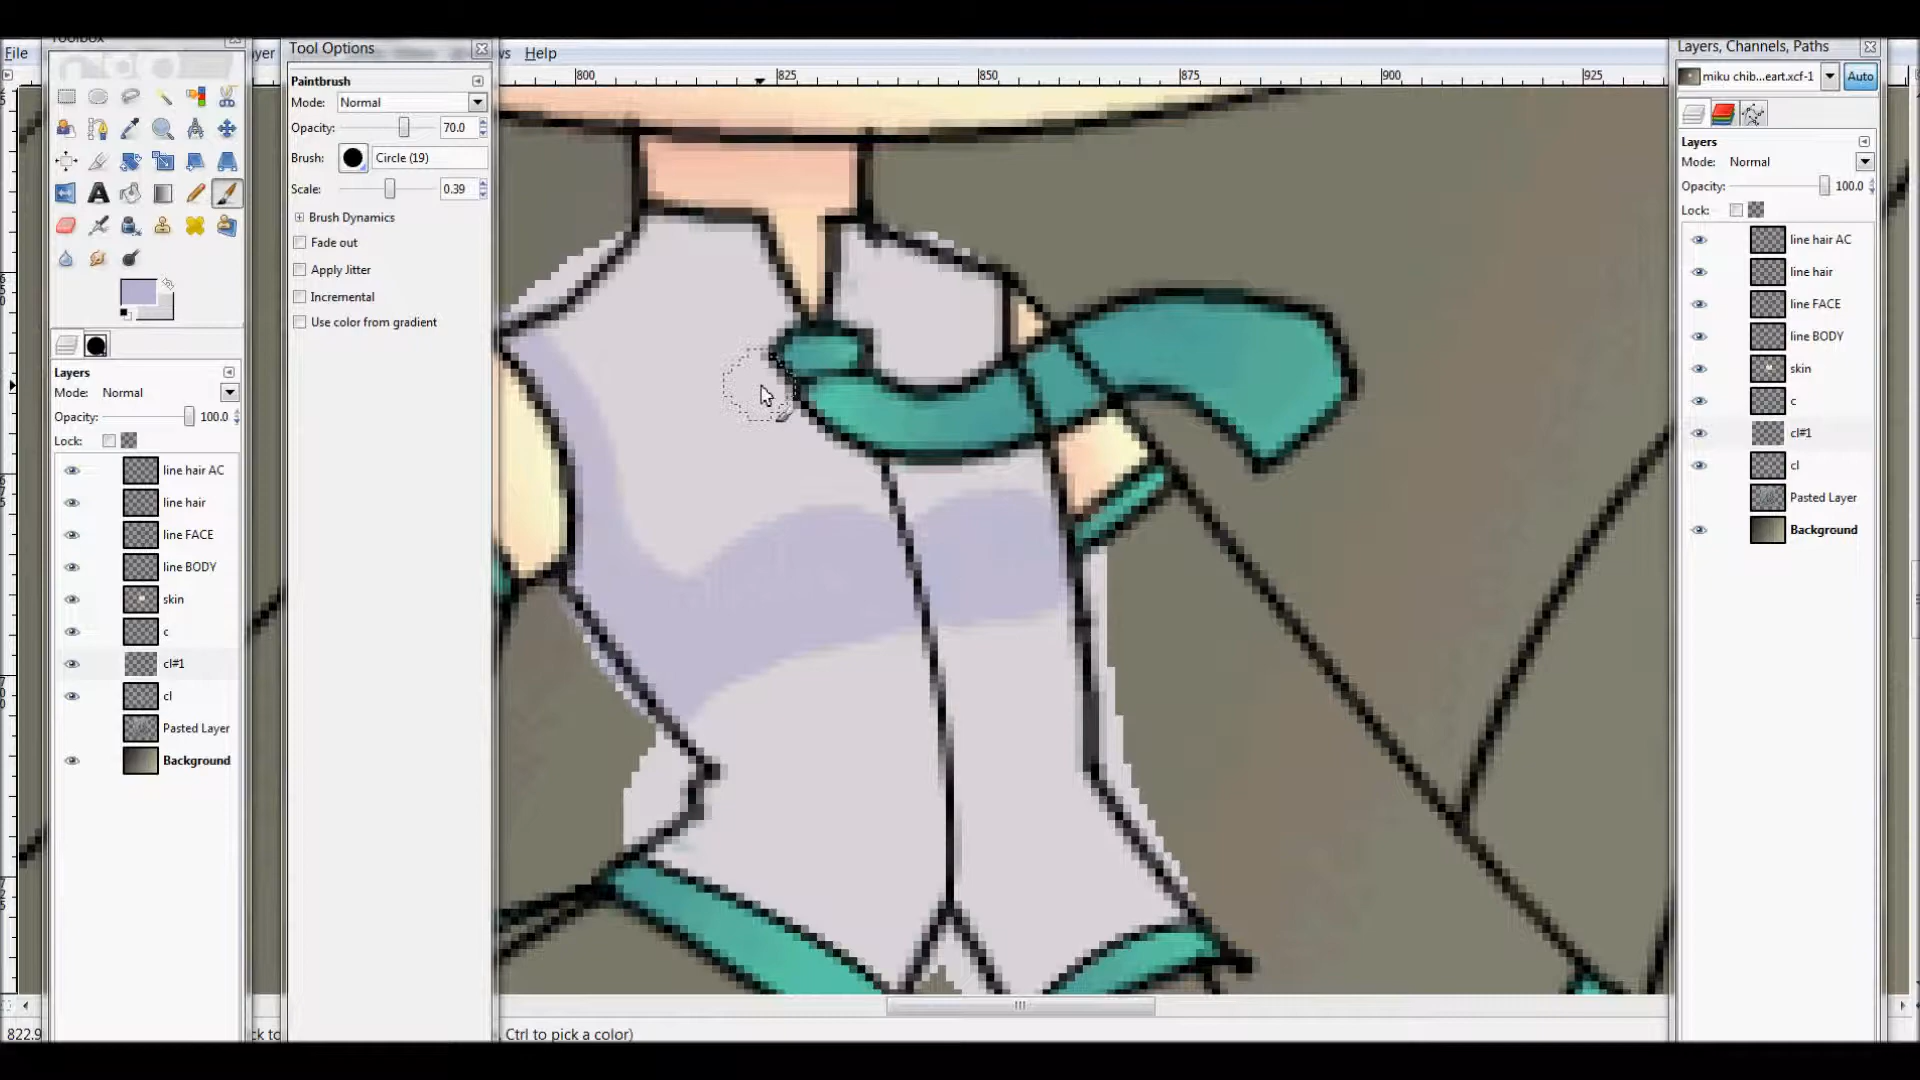 Toolbox
File
ayer
s
Help
Tool Options
Paintbrush
Mode: Normal
Opacity: 70.0
Brush: Circle (19)
Scale: 0.39
Brush Dynamics
Fade out
Apply Jitter
Incremental
Use color from gradient
800
825
850
875
900
925
Layers
Mode: Normal
Opacity: 100.0
Lock:
line hair AC
line hair
line FACE
line BODY
skin
c
cl#1
cl
Pasted Layer
Background
Layers, Channels, Paths
miku chib...eart.xcf-1
Auto
Layers
Mode: Normal
Opacity: 100.0
Lock:
line hair AC
line hair
line FACE
line BODY
skin
c
cl#1
cl
Pasted Layer
Background
822.9
ck to
, Ctrl to pick a color)